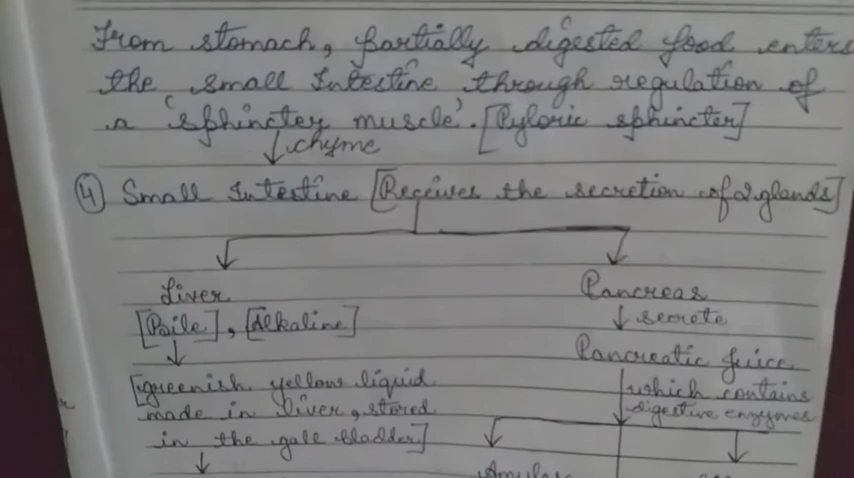 From stomach, partially digested food enters
the small Intestine through regulation of
a 'sphincter muscle'. [Pyloric sphincter]
chyme
④ Small Intestine [Receives the secretion of 2 glands]
Liver
Pancreas
[Bile], [Alkaline]
secrete
Pancreatic juice
[greenish yellow liquid
which contains
made in liver, stored
digestive enzymes
in the gall bladder]